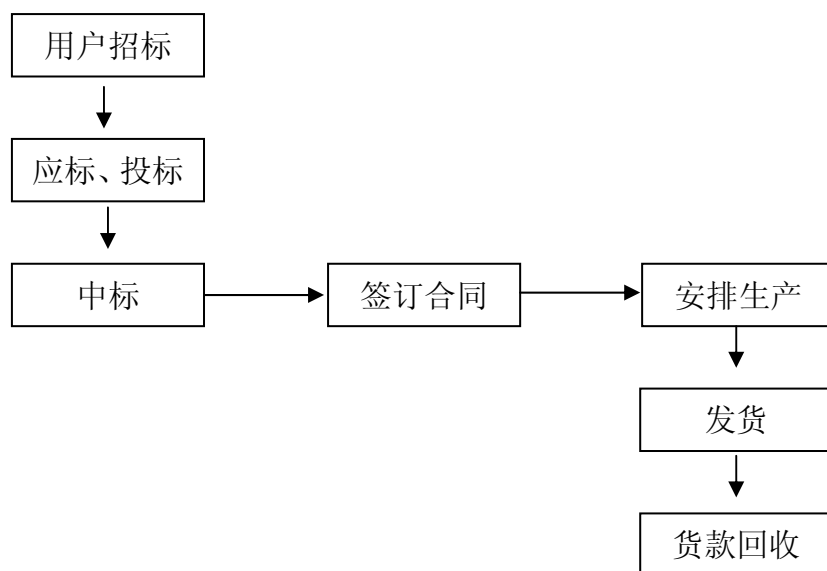 用户招标
应标、投标
中标
签订合同
安排生产
发货
货款回收